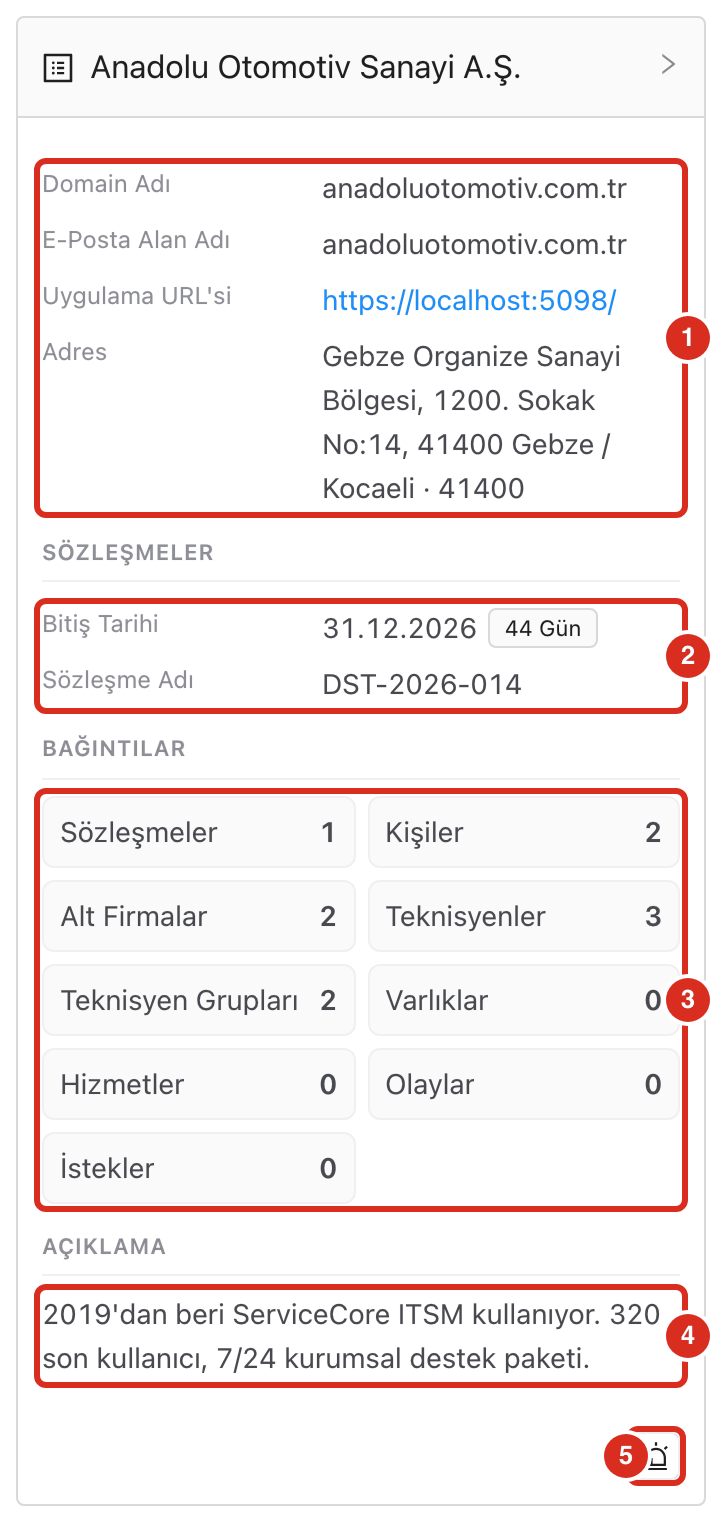 Anadolu Otomotiv Sanayi A.Ş.
Domain Adı anadoluotomotiv.com.tr
E-Posta Alan Adı anadoluotomotiv.com.tr
Uygulama URL'si https://localhost:5098/
Adres Gebze Organize Sanayi
Bölgesi, 1200. Sokak
No:14, 41400 Gebze /
Kocaeli · 41400
1
SÖZLEŞMELER
Bitiş Tarihi 31.12.2026 44 Gün
Sözleşme Adı DST-2026-014
2
BAĞINTILAR
Sözleşmeler 1 Kişiler 2
Alt Firmalar 2 Teknisyenler 3
Teknisyen Grupları 2 Varlıklar 0
3
Hizmetler 0 Olaylar 0
İstekler 0
AÇIKLAMA
2019'dan beri ServiceCore ITSM kullanıyor. 320
son kullanıcı, 7/24 kurumsal destek paketi.
4
5